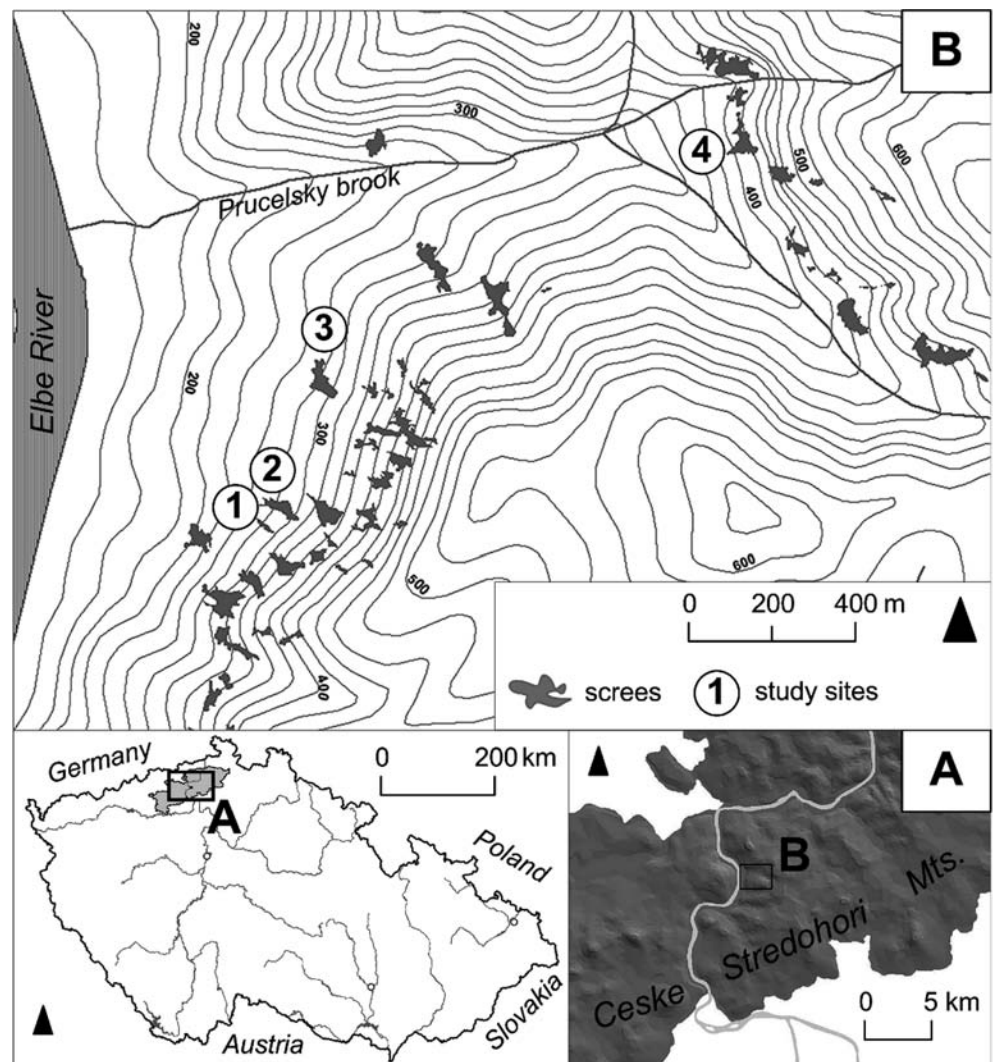 B
200
300
4
500
600
400
Prucelsky brook
3
Elbe River
200
300
2
1
500
600
400
0 200 400 m
screes
1 study sites
Germany
0 200 km
A
Poland
Slovakia
Austria
A
B
Mts.
Stredohori
Ceske
0 5 km